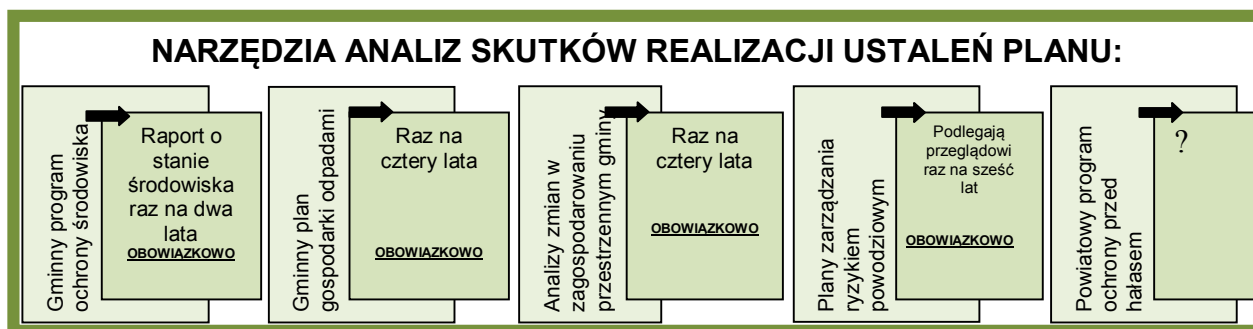 NARZĘDZIA ANALIZ SKUTKÓW REALIZACJI USTALEŃ PLANU:
Gminny program
ochrony środowiska
Raport o
stanie
środowiska
raz na dwa
lata
OBOWIĄZKOWO
Gminny plan
gospodarki odpadami
Raz na
cztery lata
OBOWIĄZKOWO
Analizy zmian w
zagospodarowaniu
przestrzennym gminy
Raz na
cztery lata
OBOWIĄZKOWO
Plany zarządzania
ryzykiem
powodziowym
Podlegają
przeglądowi
raz na sześć
lat
OBOWIĄZKOWO
Powiatowy program
ochrony przed
hałasem
?